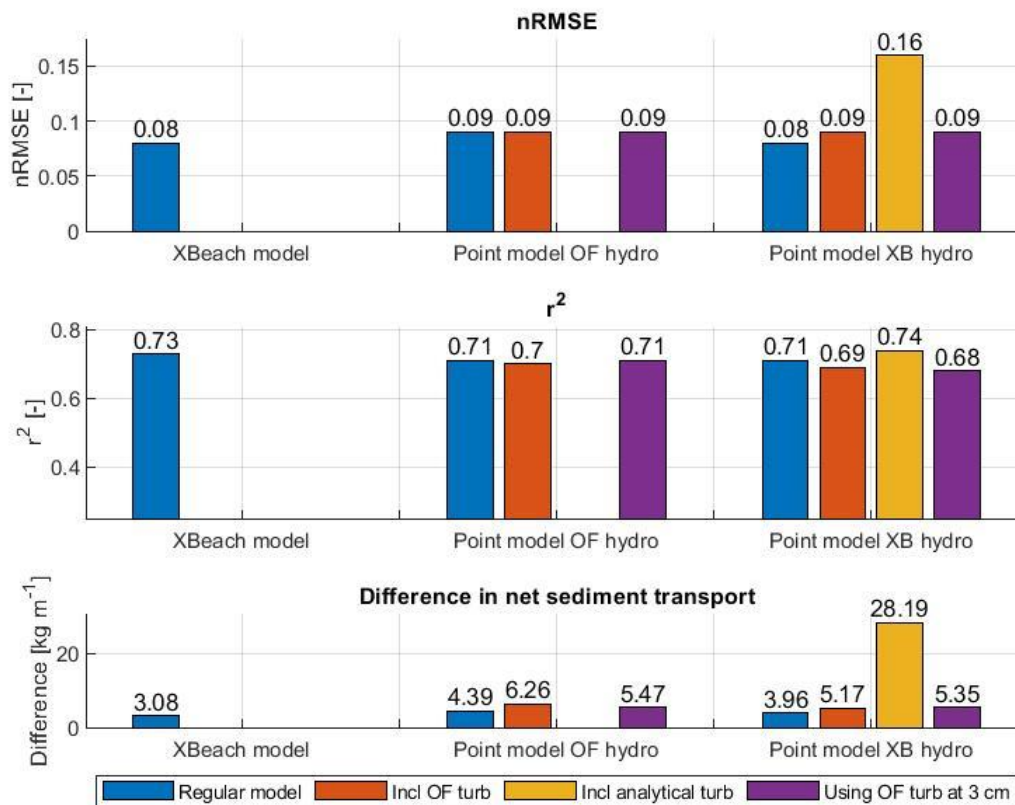 nRMSE
nRMSE [-]
0.15
0.1
0.05
0
0.08
0.09
0.09
0.09
0.08
0.09
0.16
0.09
XBeach model
Point model OF hydro
Point model XB hydro
r²
r² [-]
0.8
0.6
0.4
0.73
0.71
0.7
0.71
0.71
0.69
0.74
0.68
XBeach model
Point model OF hydro
Point model XB hydro
Difference in net sediment transport
Difference [kg m⁻¹]
20
0
3.08
4.39
6.26
5.47
3.96
5.17
28.19
5.35
XBeach model
Point model OF hydro
Point model XB hydro
Regular model
Incl OF turb
Incl analytical turb
Using OF turb at 3 cm